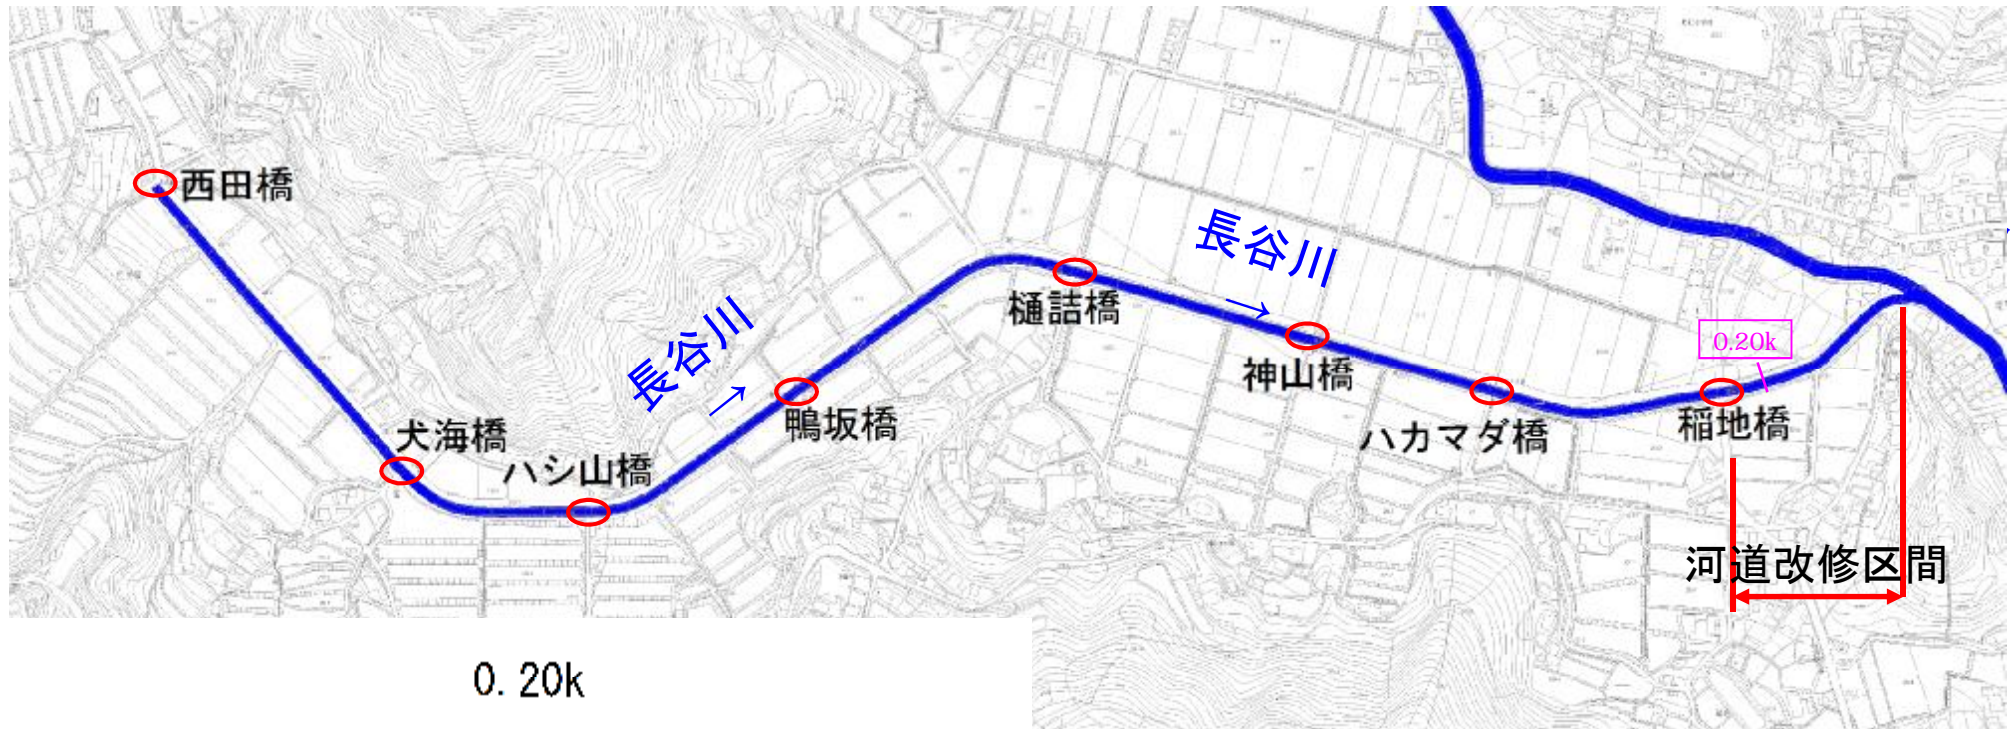 西田橋
長谷川
→
0.20k
長谷川
→
樋詰橋
神山橋
犬海橋
鴨坂橋
ハカマダ橋
稲地橋
ハシ山橋
河道改修区間
0.20k